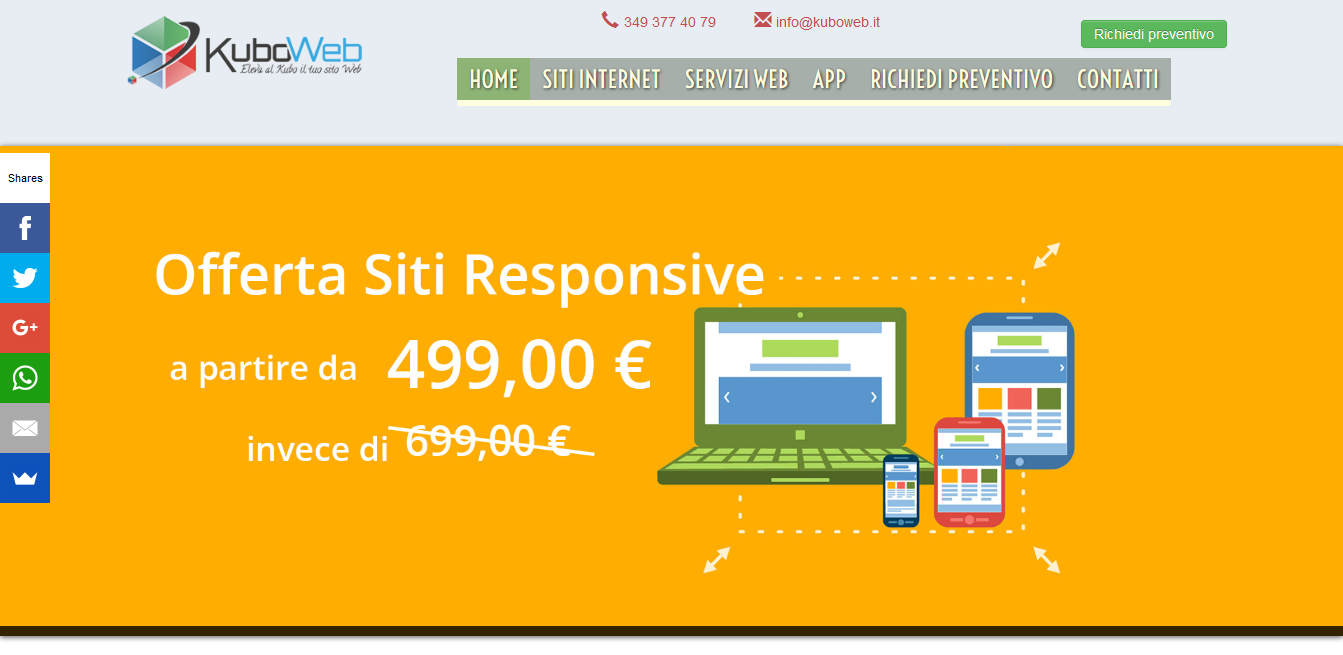 KuboWeb
Eleva al Kubo il tuo sito Web
349 377 40 79
info@kuboweb.it
Richiedi preventivo
HOME SITI INTERNET SERVIZI WEB APP RICHIEDI PREVENTIVO CONTATTI
Shares
Offerta Siti Responsive
a partire da 499,00 €
invece di 699,00 €